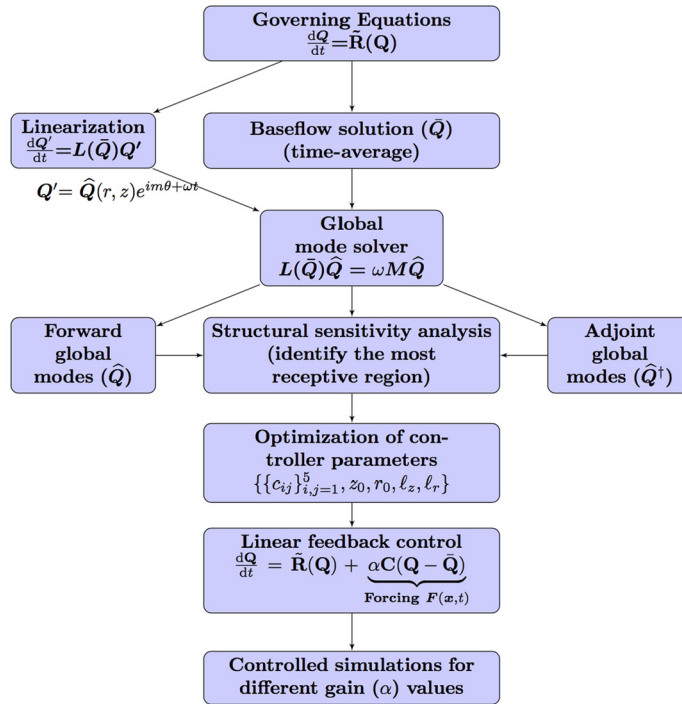 Governing Equations
dQ/dt=R̃(Q)
Linearization
dQ′/dt=L(Q̄)Q′
Baseflow solution (Q̄)
(time-average)
Q′= Q̂(r, z)e^{imθ+ωt}
Global
mode solver
L(Q̄)Q̂ = ωMQ̂
Forward
global
modes (Q̂)
Structural sensitivity analysis
(identify the most
receptive region)
Adjoint
global
modes (Q̂†)
Optimization of con-
troller parameters
{{c_{ij}}^5_{i,j=1}, z_0, r_0, ℓ_z, ℓ_r}
Linear feedback control
dQ/dt = R̃(Q) + αC(Q − Q̄)
Forcing F(x,t)
Controlled simulations for
different gain (α) values